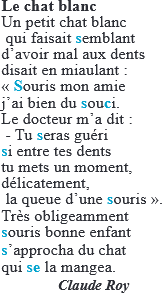 Le chat blanc
Un petit chat blanc
qui faisait semblant
d'avoir mal aux dents
disait en miaulant :
« Souris mon amie
j'ai bien du souci.
Le docteur m'a dit :
- Tu seras guéri
si entre tes dents
tu mets un moment,
délicatement,
la queue d'une souris ».
Très obligeamment
souris bonne enfant
s'approcha du chat
qui se la mangea.
Claude Roy